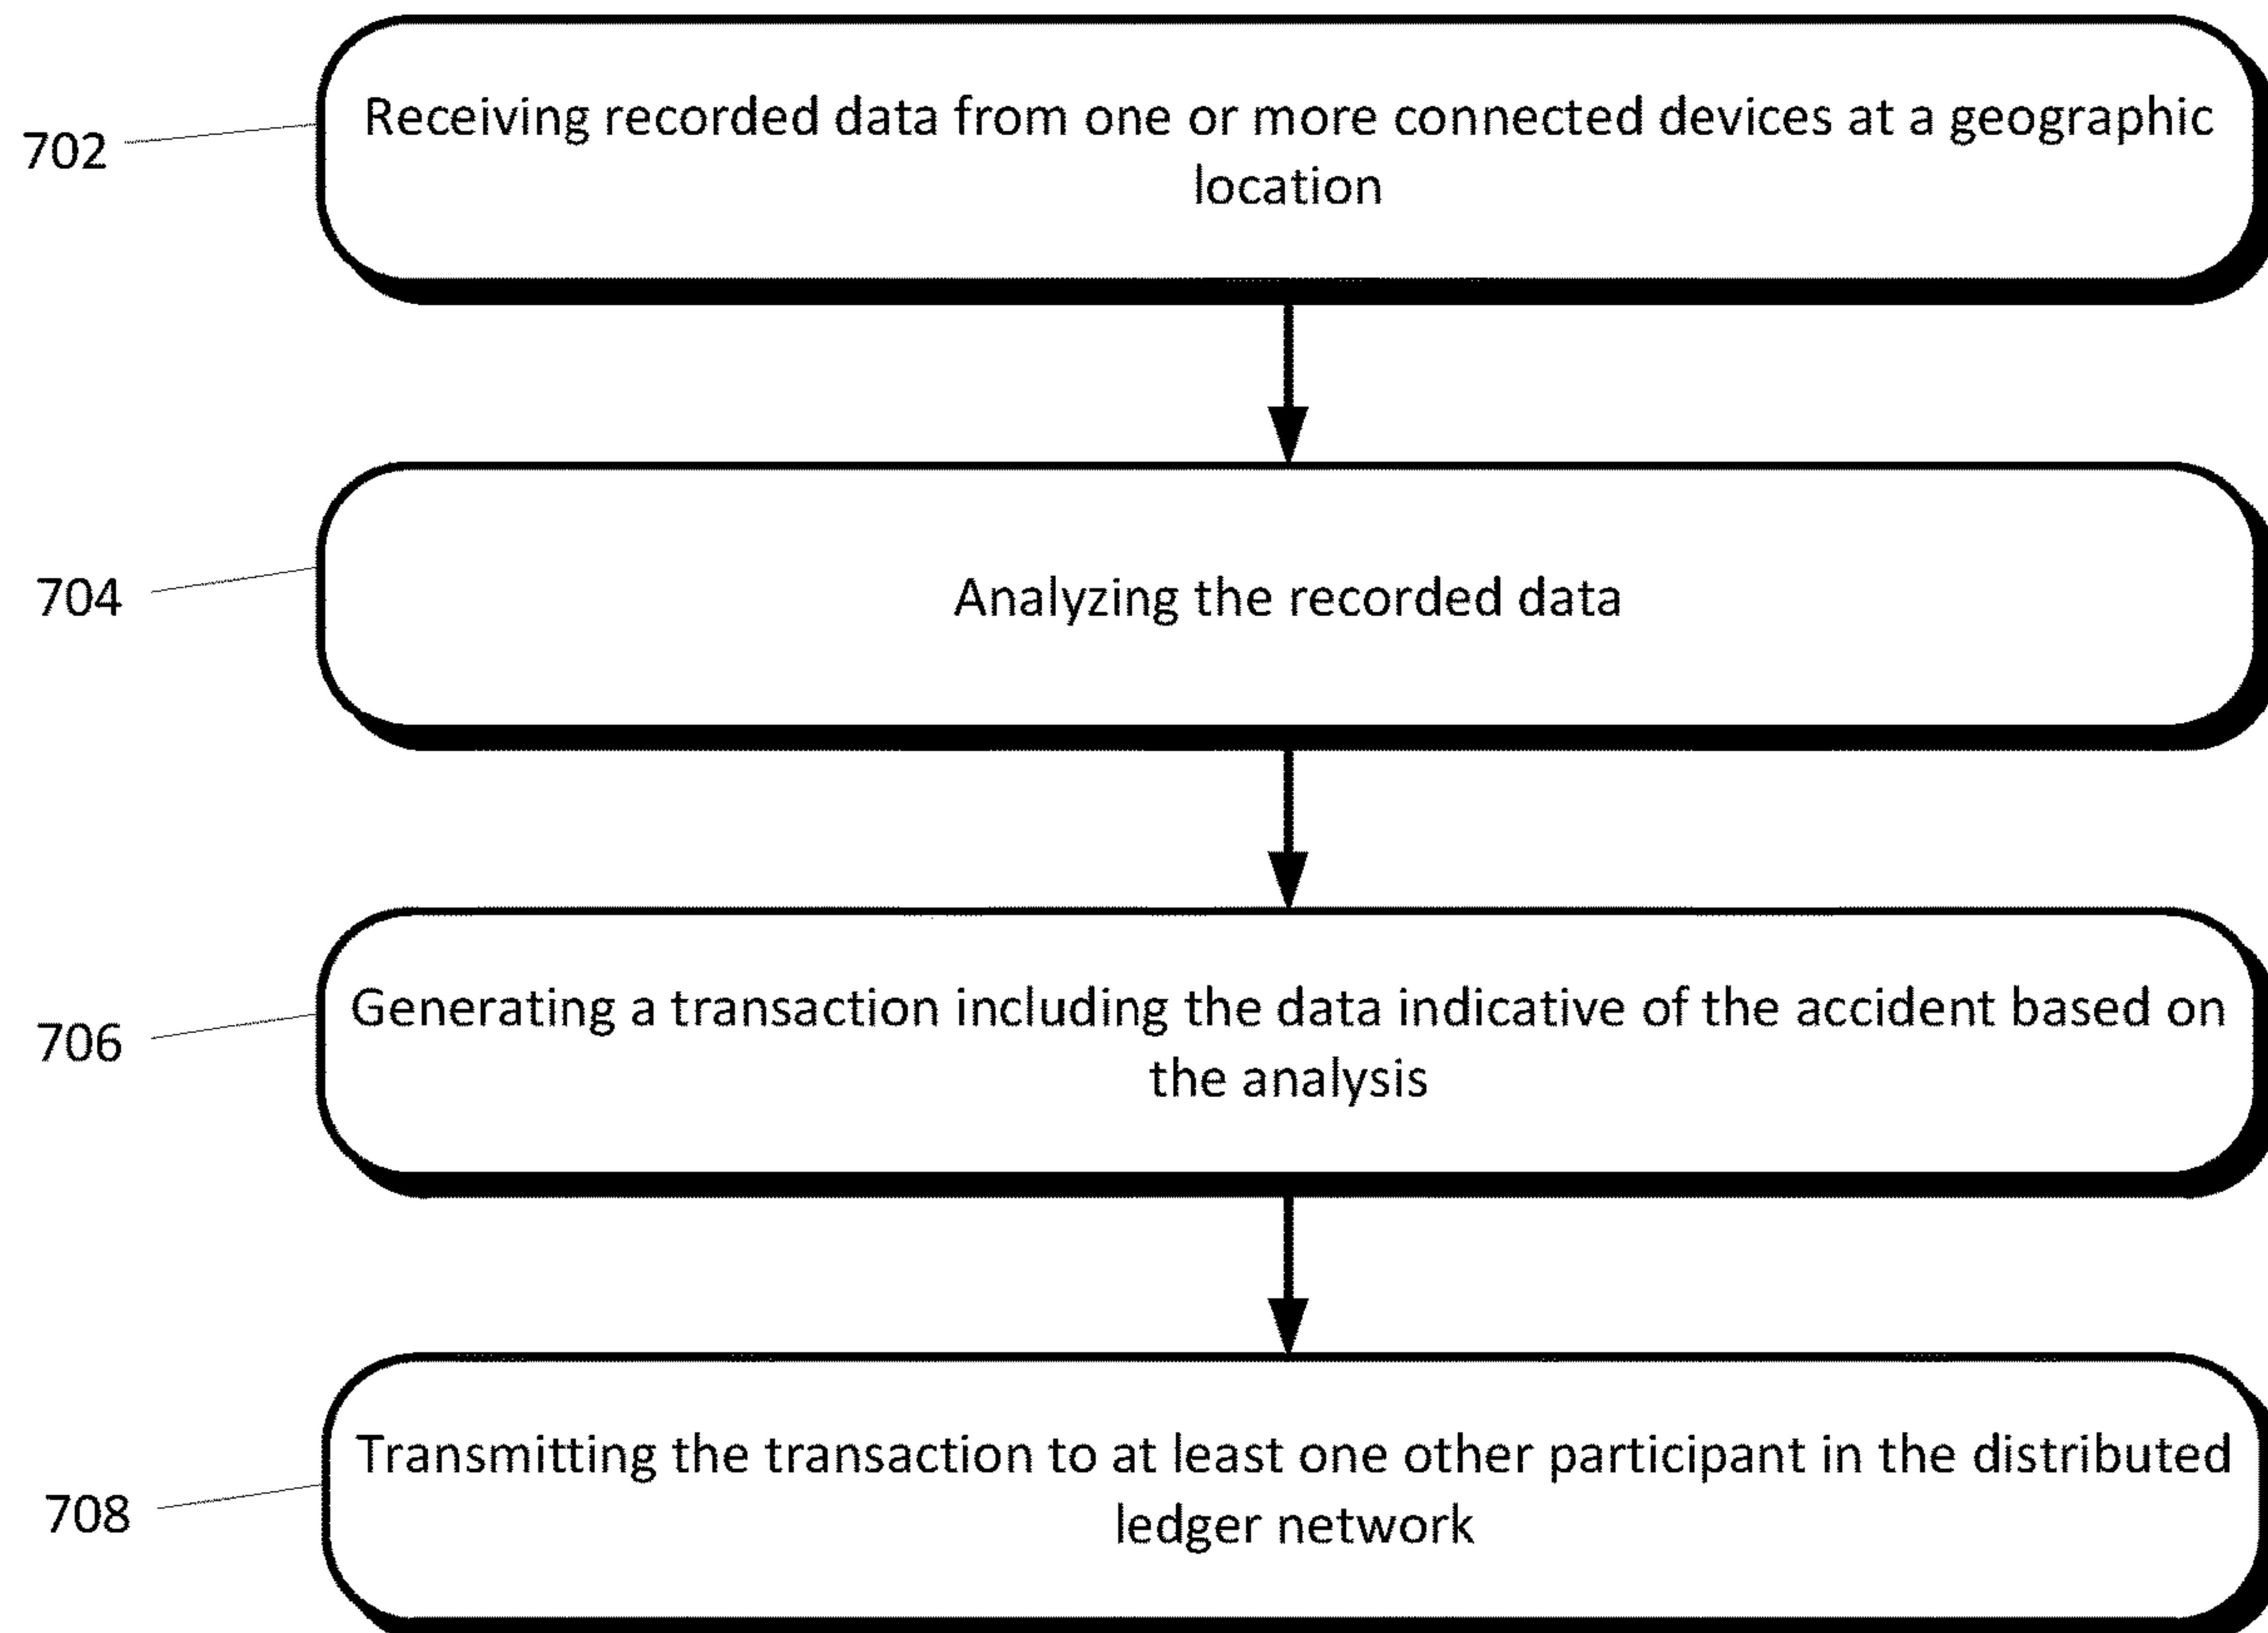 702
Receiving recorded data from one or more connected devices at a geographic
location
704
Analyzing the recorded data
706
Generating a transaction including the data indicative of the accident based on
the analysis
708
Transmitting the transaction to at least one other participant in the distributed
ledger network